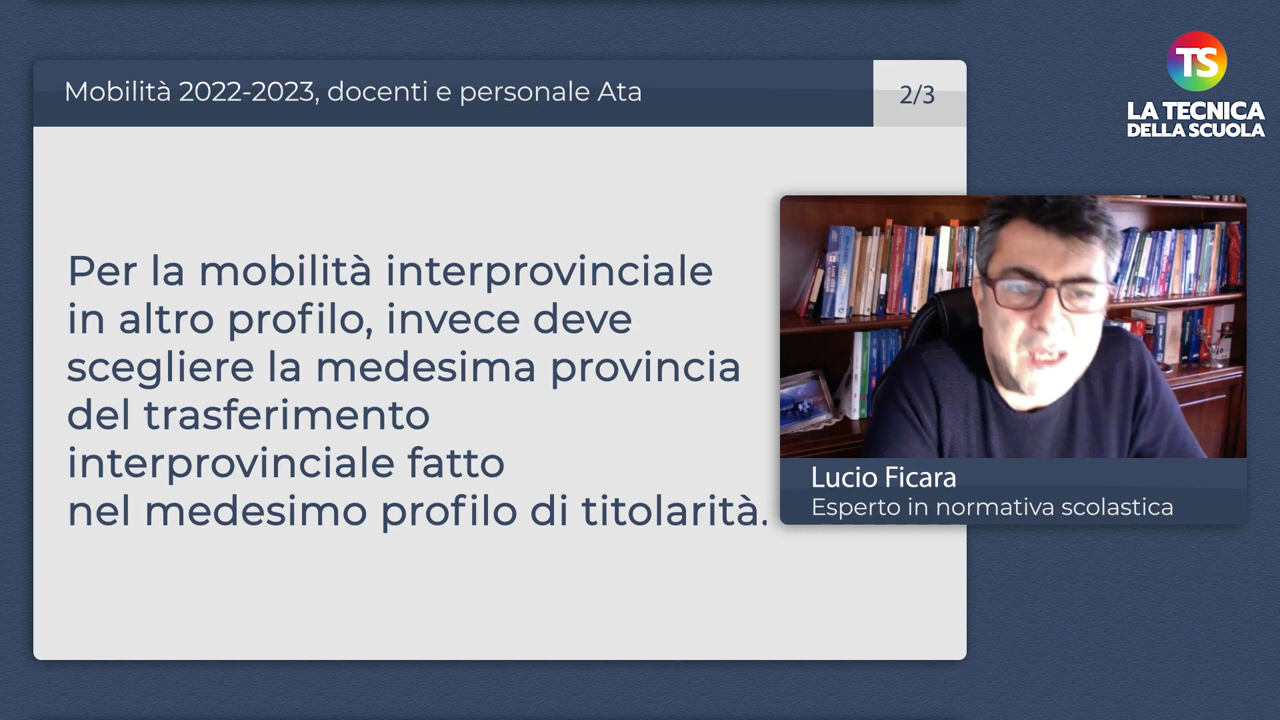 Mobilità 2022-2023, docenti e personale Ata
2/3
TS
LA TECNICA
DELLA SCUOLA
Per la mobilità interprovinciale
in altro profilo, invece deve
scegliere la medesima provincia
del trasferimento
interprovinciale fatto
nel medesimo profilo di titolarità.
Lucio Ficara
Esperto in normativa scolastica